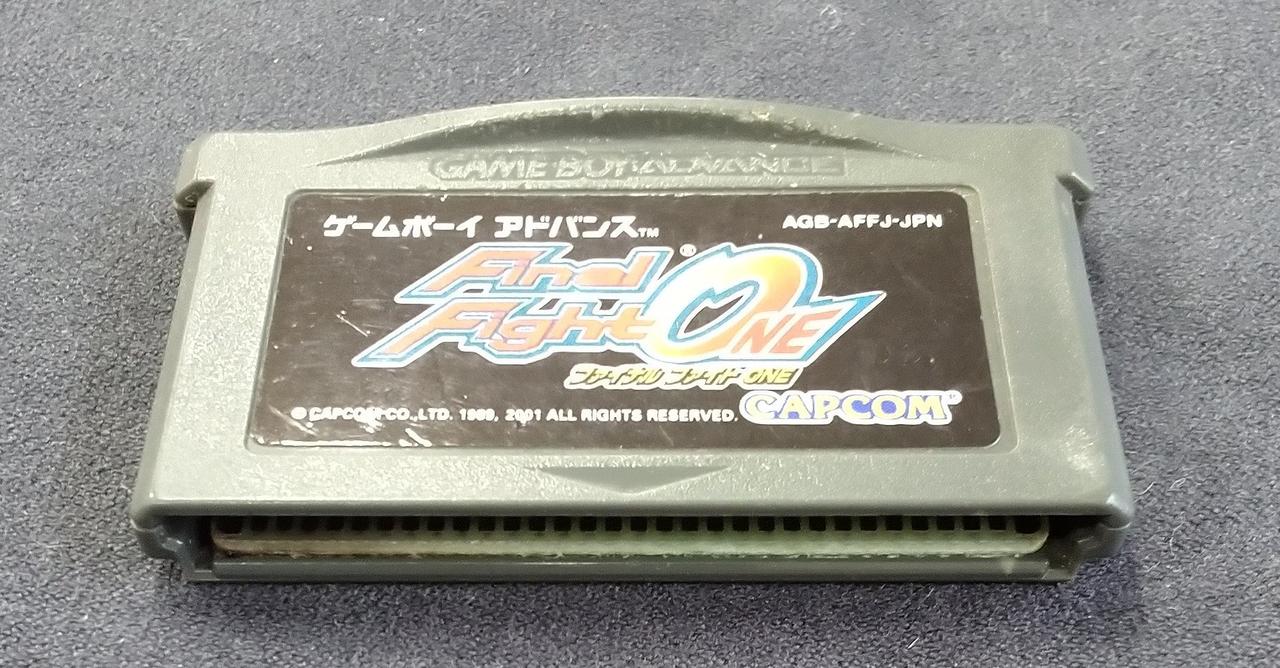 GAME BOY ADVANCE
ゲームボーイ アドバンス™ AGB-AFFJ-JPN
Final®
Fight ONE
ファイナルファイト ONE
© CAPCOM CO., LTD. 1989, 2001 ALL RIGHTS RESERVED. CAPCOM®